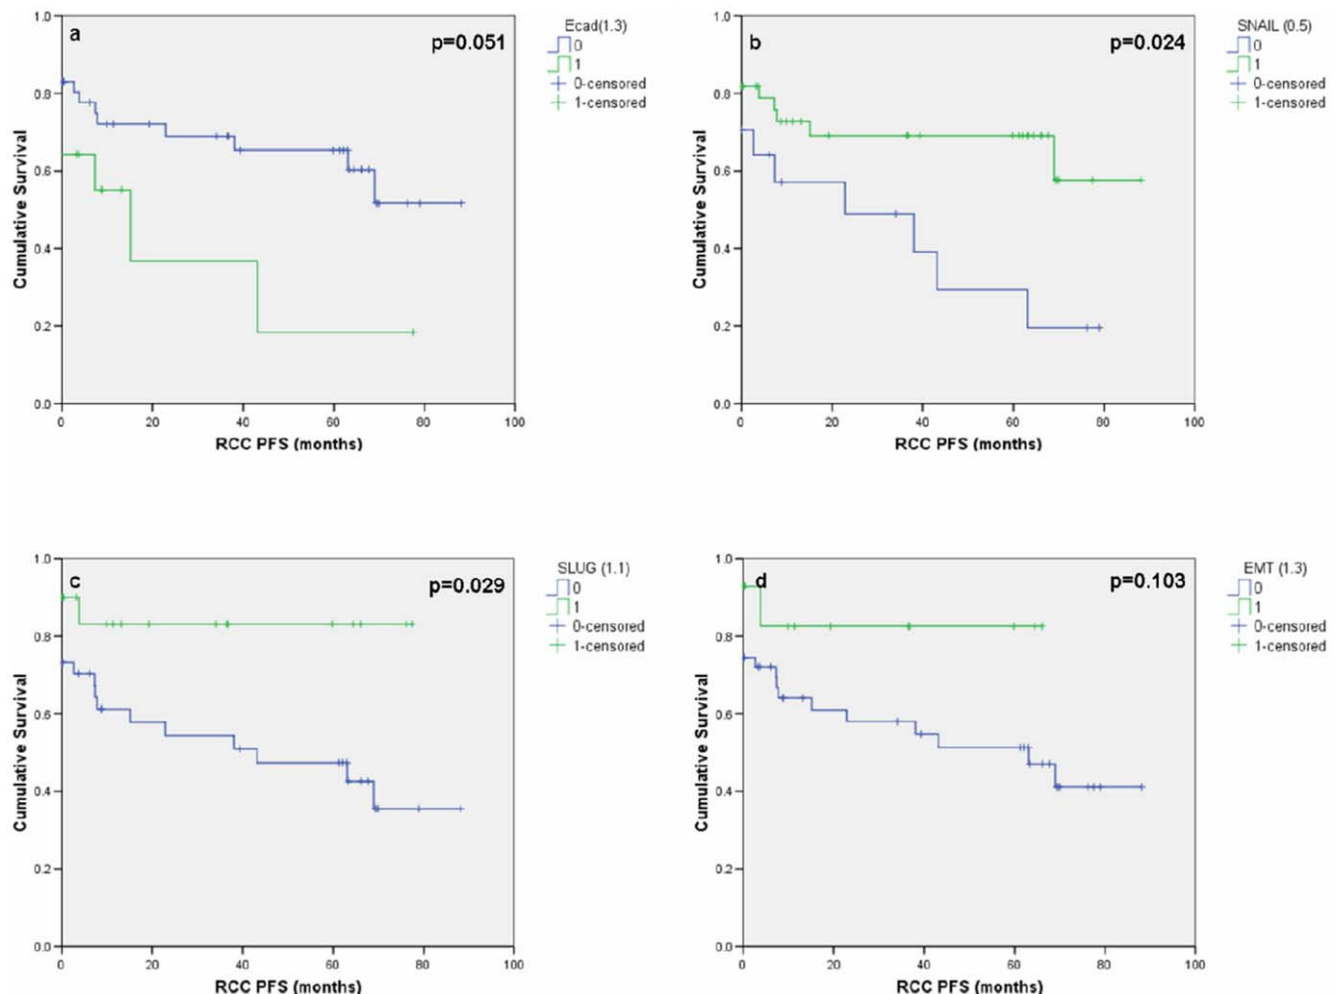 a
p=0.051
Ecad(1.3)
0
1
0-censored
1-censored
1.0
0.8
0.6
0.4
0.2
0.0
Cumulative Survival
0 20 40 60 80 100
RCC PFS (months)
b
p=0.024
SNAIL (0.5)
0
1
0-censored
1-censored
1.0
0.8
0.6
0.4
0.2
0.0
Cumulative Survival
0 20 40 60 80 100
RCC PFS (months)
c
p=0.029
SLUG (1.1)
0
1
0-censored
1-censored
1.0
0.8
0.6
0.4
0.2
0.0
Cumulative Survival
0 20 40 60 80 100
RCC PFS (months)
d
p=0.103
EMT (1.3)
0
1
0-censored
1-censored
1.0
0.8
0.6
0.4
0.2
0.0
Cumulative Survival
0 20 40 60 80 100
RCC PFS (months)